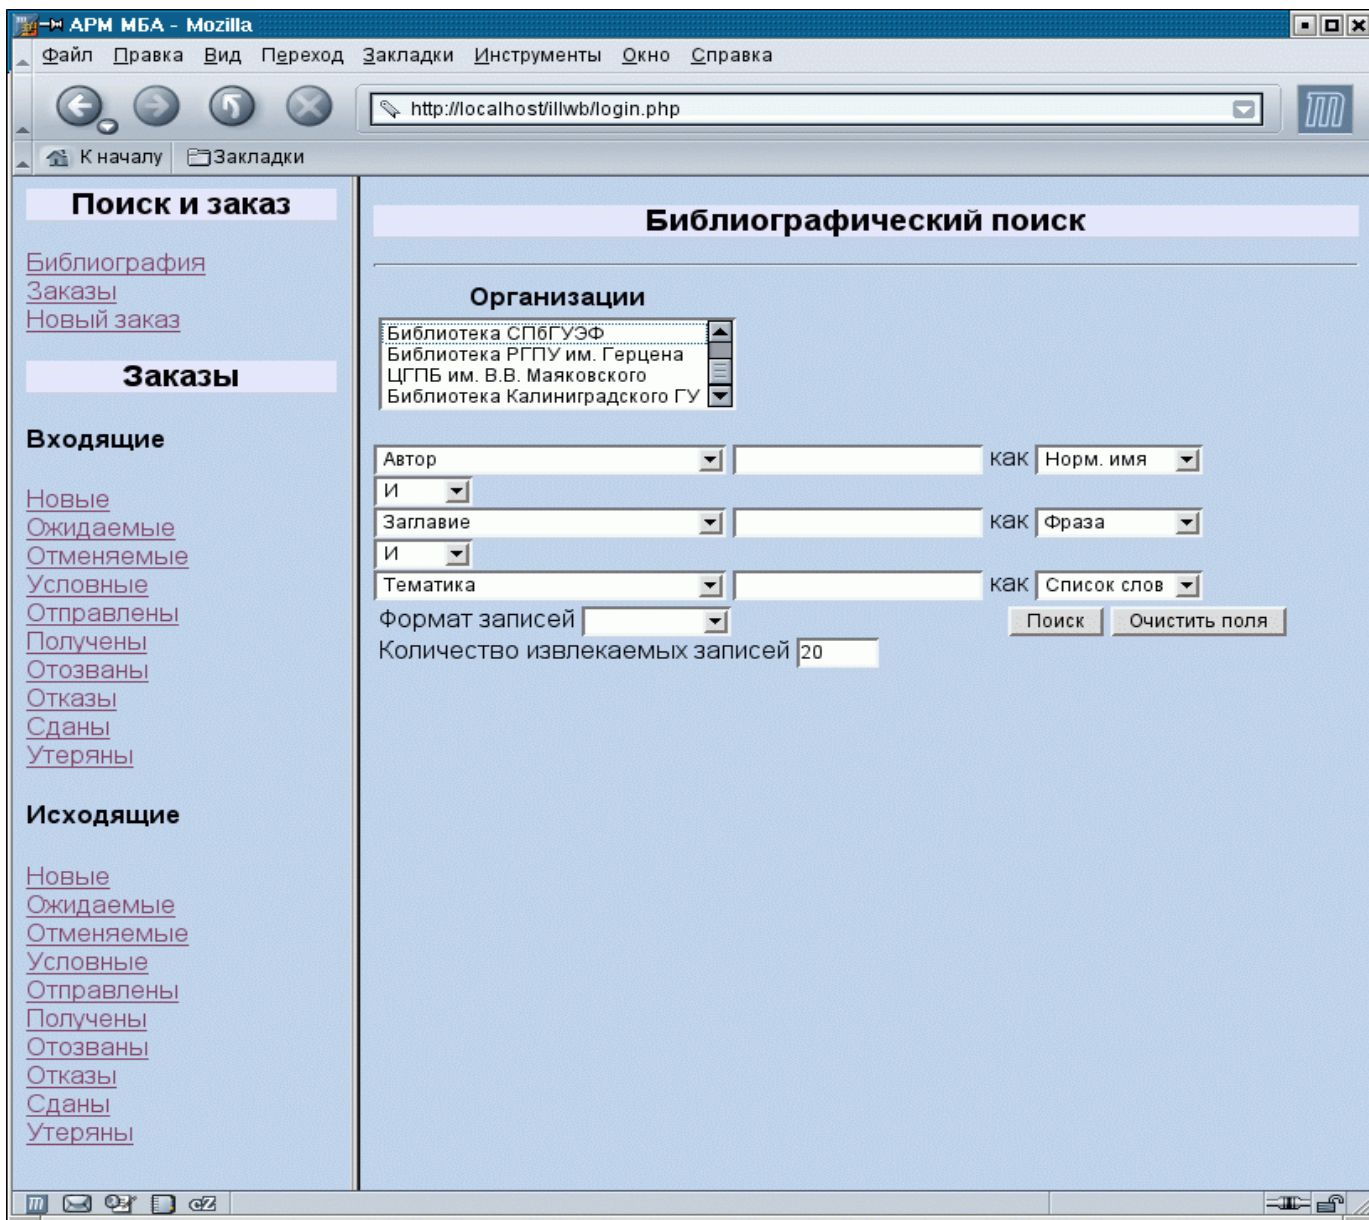 АРМ МБА - Mozilla
Файл Правка Вид Переход Закладки Инструменты Окно Справка
http://localhost/illwb/login.php
К началу Закладки
Поиск и заказ
Библиография
Заказы
Новый заказ
Заказы
Входящие
Новые
Ожидаемые
Отменяемые
Условные
Отправлены
Получены
Отозваны
Отказы
Сданы
Утеряны
Исходящие
Новые
Ожидаемые
Отменяемые
Условные
Отправлены
Получены
Отозваны
Отказы
Сданы
Утеряны
Библиографический поиск
Организации
Библиотека СПбГУЭФ
Библиотека РГПУ им. Герцена
ЦГПБ им. В.В. Маяковского
Библиотека Калиниградского ГУ
Автор как Норм. имя
И
Заглавие как Фраза
И
Тематика как Список слов
Формат записей Поиск Очистить поля
Количество извлекаемых записей 20